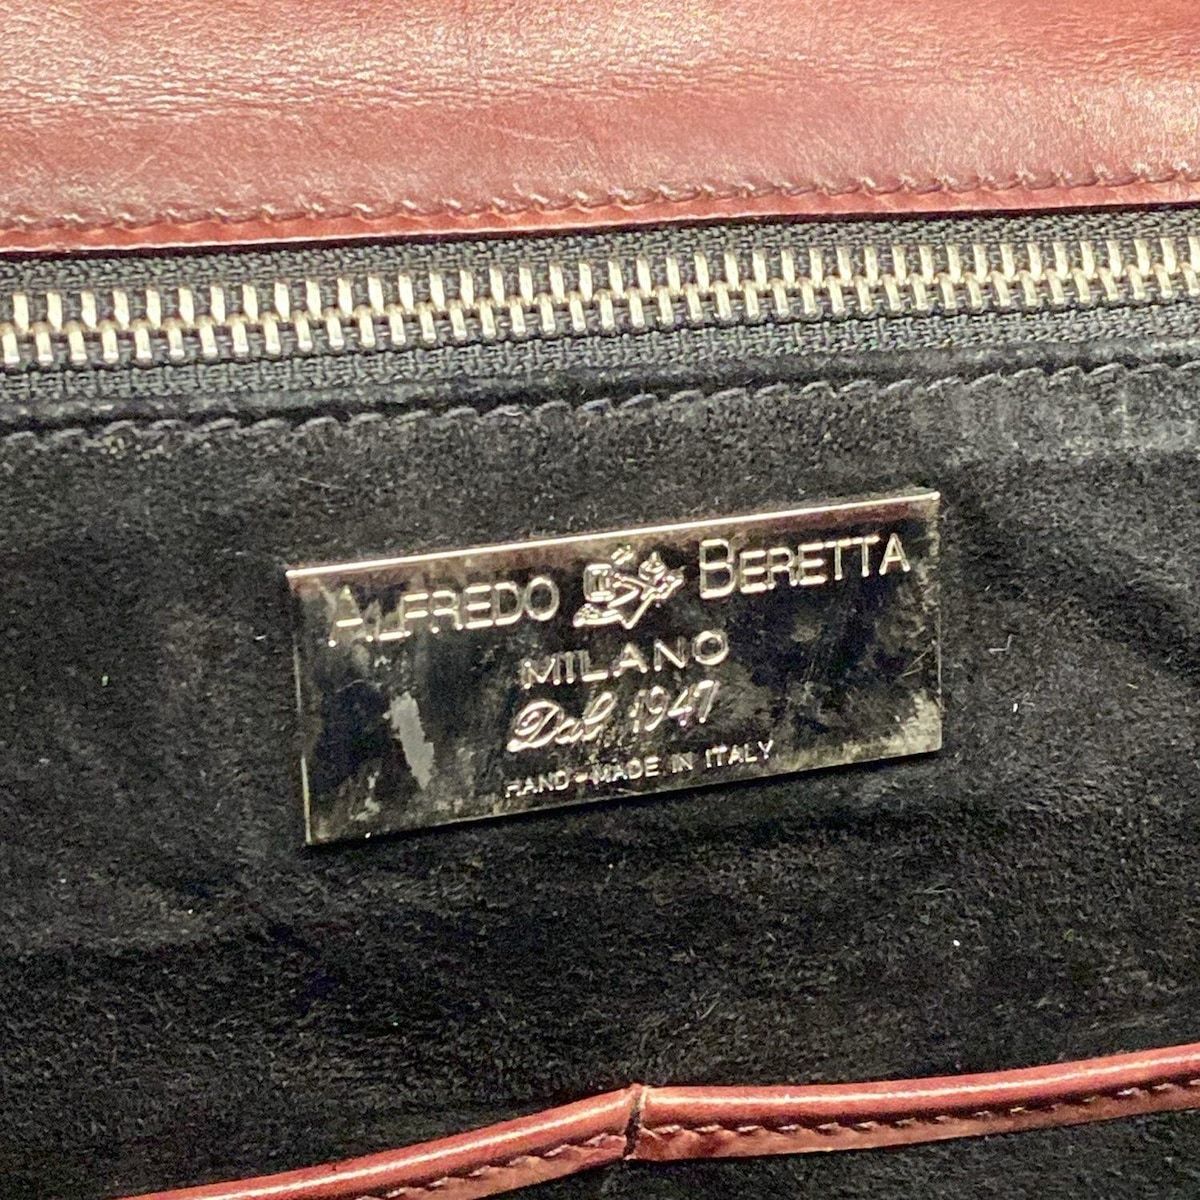 ALFREDO BERETTA
MILANO
Dal 1947
HAND-MADE IN ITALY